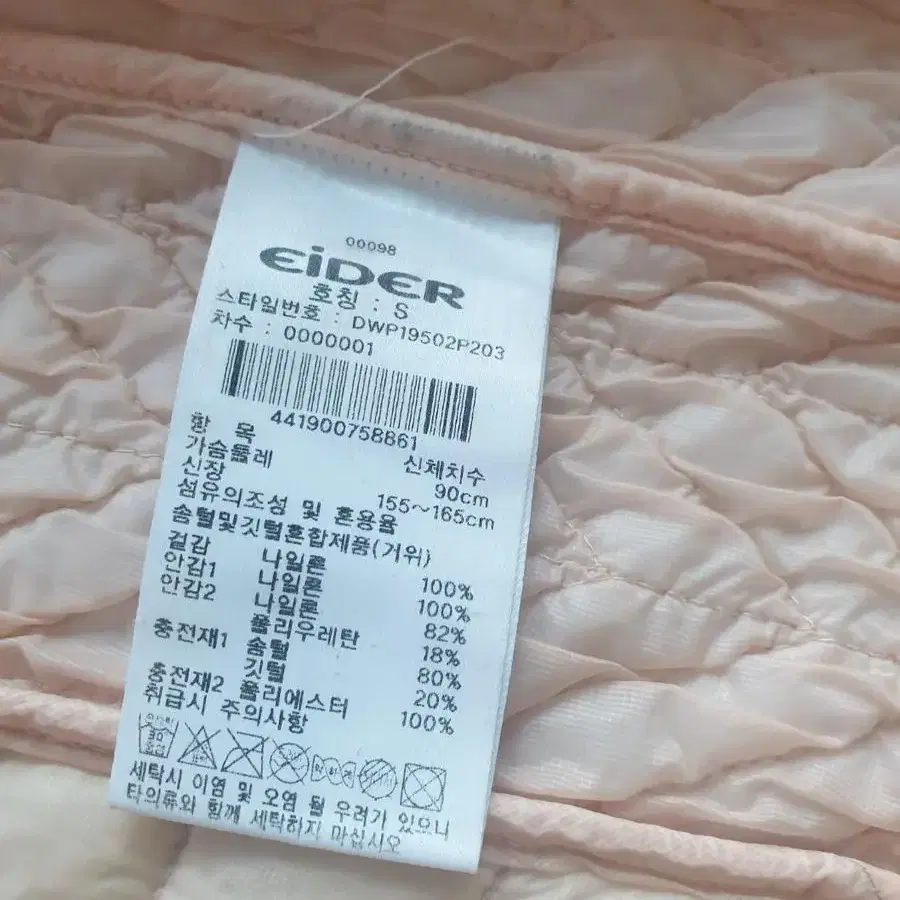 00098
EiDER
호칭 : S
스타일번호 : DWP19502P203
차수 : 0000001
441900758861
항 목 신체치수
가슴둘레 90cm
신장 155~165cm
섬유의조성 및 혼용율
솜털및깃털혼합제품(거위)
겉감 나일론 100%
안감1 나일론 100%
안감2 나일론 82%
폴리우레탄 18%
충전재1 솜털 80%
깃털 20%
충전재2 폴리에스터 100%
취급시 주의사항
30
중성
세탁시 이염 및 오염 될 우려가 있으니
타의류와 함께 세탁하지 마십시오